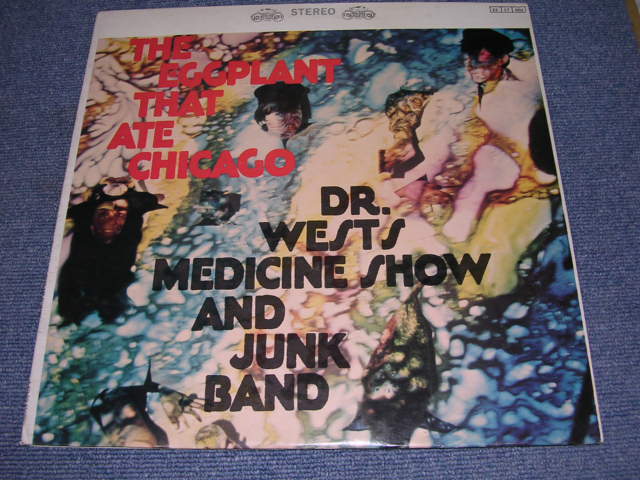 STEREO
THE
EGGPLANT
THAT
ATE
CHICAGO
DR.
WESTS
MEDICINE SHOW
AND
JUNK
BAND